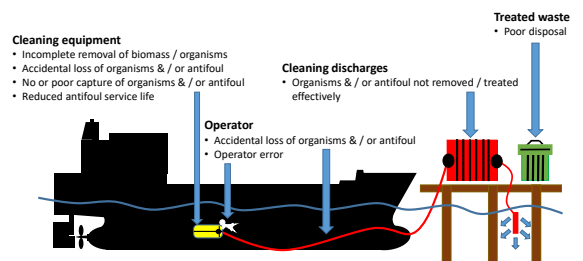 Treated waste
• Poor disposal
Cleaning equipment
• Incomplete removal of biomass / organisms
• Accidental loss of organisms & / or antifoul
• No or poor capture of organisms & / or antifoul
• Reduced antifoul service life
Cleaning discharges
• Organisms & / or antifoul not removed / treated
effectively
Operator
• Accidental loss of organisms & / or antifoul
• Operator error